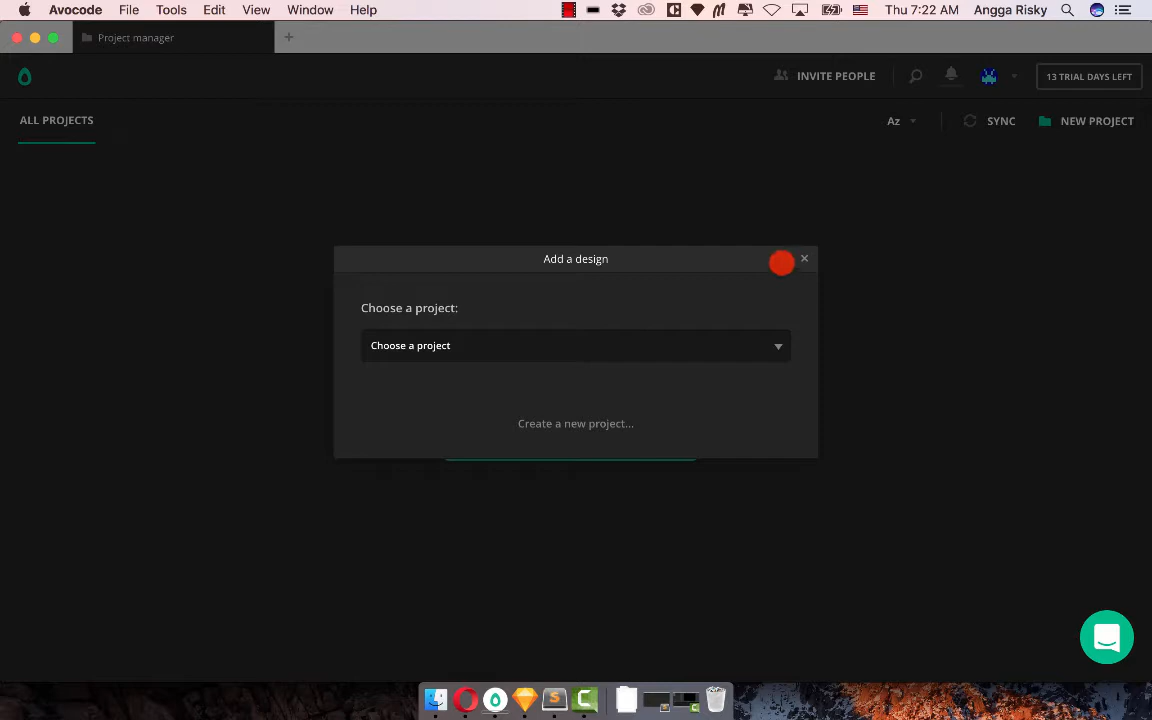 Avocode File Tools Edit View Window Help Thu 7:22 AM Angga Risky
Project manager
INVITE PEOPLE 13 TRIAL DAYS LEFT
ALL PROJECTS Az SYNC NEW PROJECT
Add a design
Choose a project:
Choose a project
Create a new project...